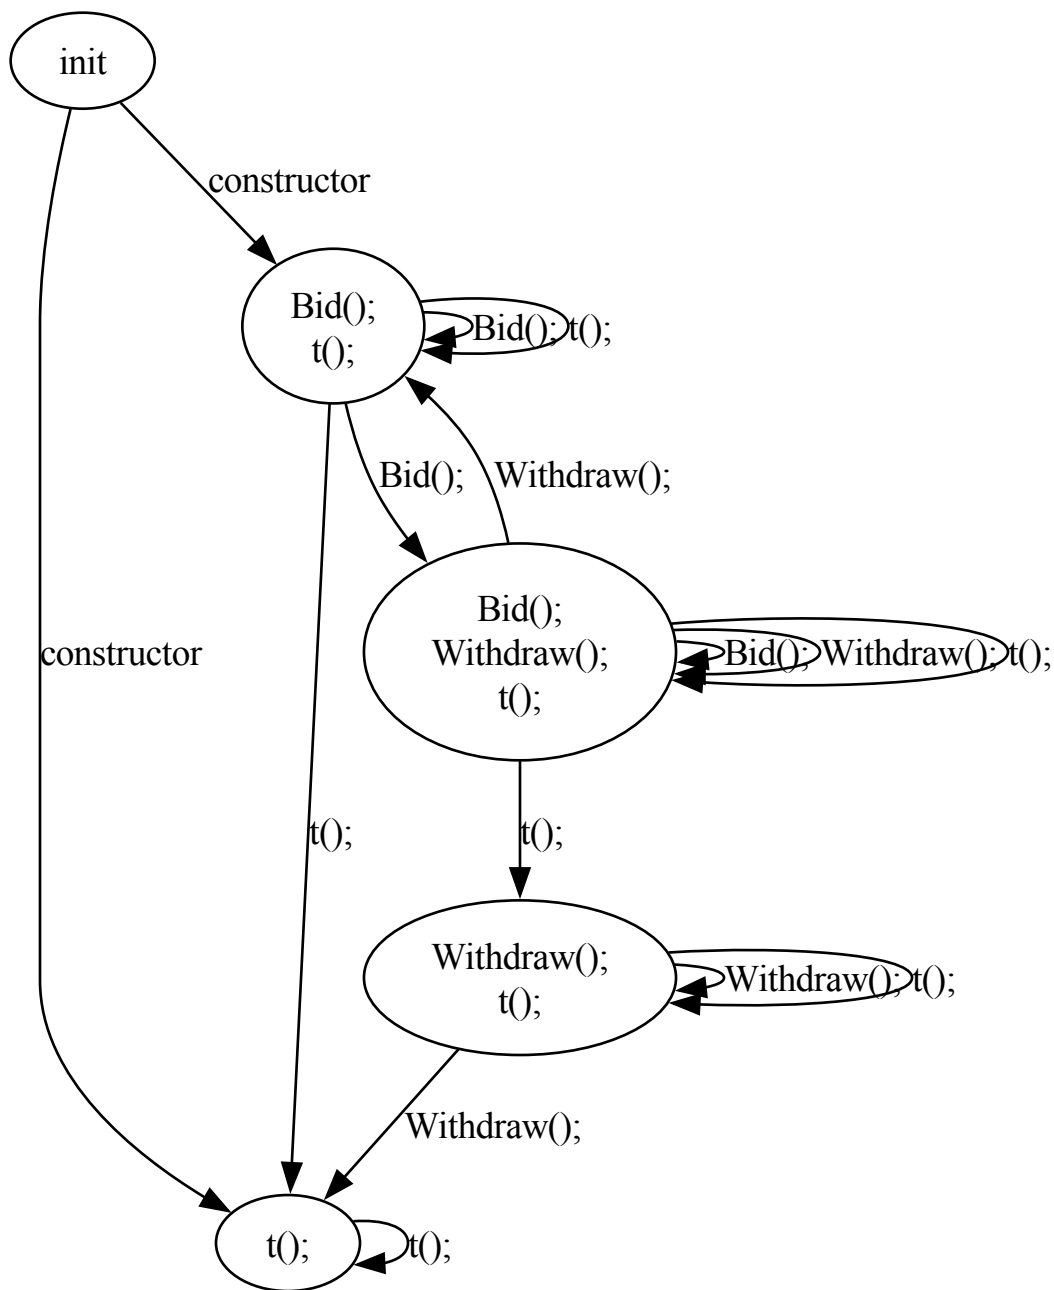 init
constructor
Bid();
t();
Bid();
t();
Bid();
Withdraw();
Bid();
Withdraw();
t();
Bid();
Withdraw();
t();
constructor
t();
t();
Withdraw();
t();
Withdraw();
t();
Withdraw();
t();
t();